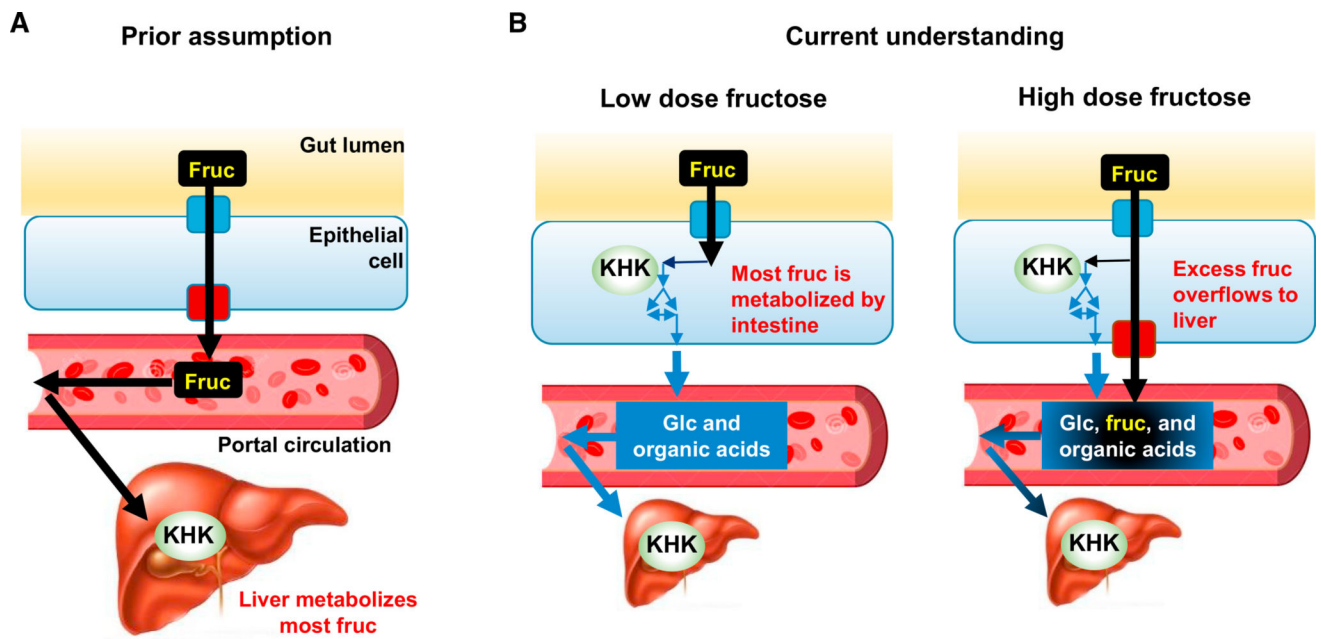 A
Prior assumption
Gut lumen
Fruc
Epithelial
cell
Fruc
Portal circulation
KHK
Liver metabolizes
most fruc
B
Current understanding
Low dose fructose
Fruc
KHK
Most fruc is
metabolized by
intestine
Glc and
organic acids
KHK
High dose fructose
Fruc
KHK
Excess fruc
overflows to
liver
Glc, fruc, and
organic acids
KHK